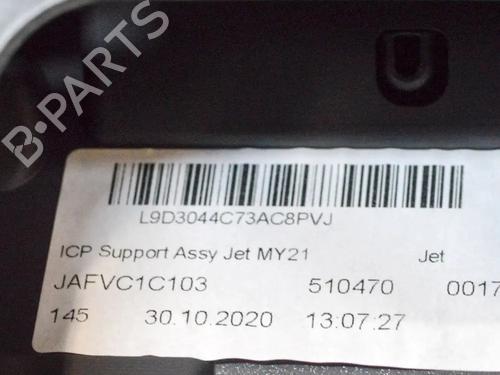 B-PARTS
L9D3044C73AC8PVJ
ICP Support Assy Jet MY21 Jet
JAFVC1C103 510470 0017
145 30.10.2020 13:07:27